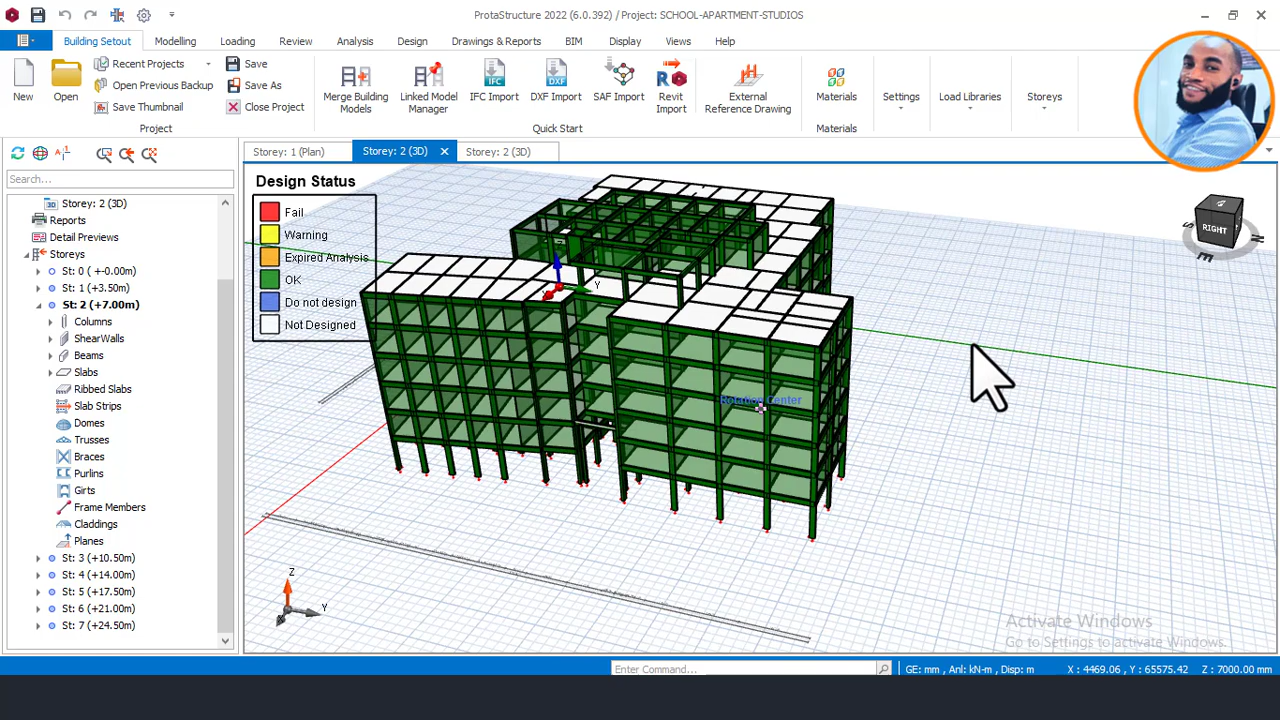 ProtaStructure 2022 (6.0.392) / Project: SCHOOL-APARTMENT-STUDIOS
Building Setout Modelling Loading Review Analysis Design Drawings & Reports BIM Display Views Help
New
Open
Recent Projects
Open Previous Backup
Save Thumbnail
Save
Save As
Close Project
Project
Merge Building
Models
Linked Model
Manager
IFC Import
DXF Import
SAF Import
Revit
Import
External
Reference Drawing
Quick Start
Materials
Materials
Settings
Load Libraries
Storeys
Storey: 1 (Plan)
Storey: 2 (3D)
Storey: 2 (3D)
Search...
Storey: 2 (3D)
Reports
Detail Previews
Storeys
St: 0 ( +0.00m)
St: 1 (+3.50m)
St: 2 (+7.00m)
Columns
ShearWalls
Beams
Slabs
Ribbed Slabs
Slab Strips
Domes
Trusses
Braces
Purlins
Girts
Frame Members
Claddings
Planes
St: 3 (+10.50m)
St: 4 (+14.00m)
St: 5 (+17.50m)
St: 6 (+21.00m)
St: 7 (+24.50m)
Design Status
Fail
Warning
Expired Analysis
OK
Do not design
Not Designed
Z
Y
Rotation Center
RIGHT
S
N
E
Z
Y
Activate Windows
Go to Settings to activate Windows.
Enter Command...
GE: mm , Anl: kN-m , Disp: m
X : 4469.06 , Y : 65575.42
Z : 7000.00 mm